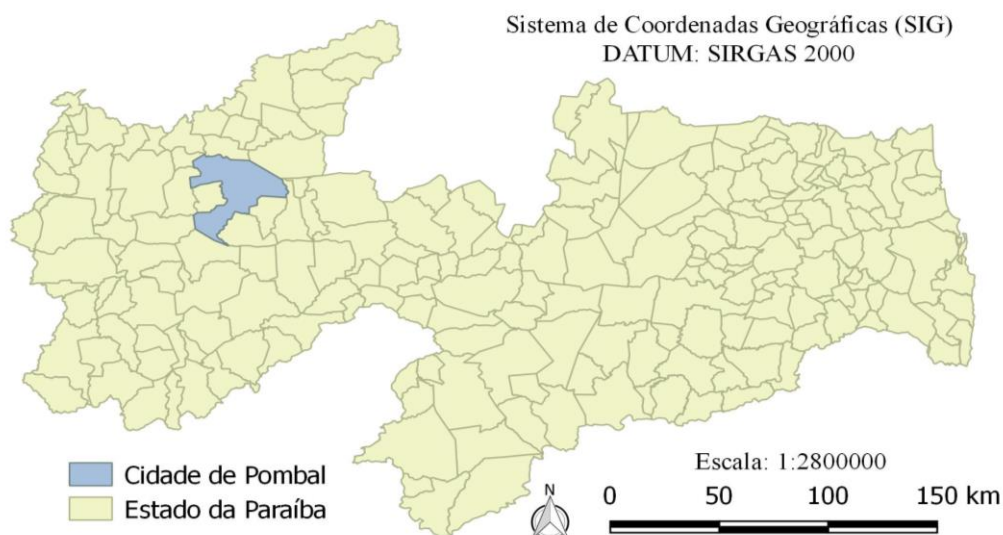 Sistema de Coordenadas Geográficas (SIG)
DATUM: SIRGAS 2000
Cidade de Pombal
Estado da Paraíba
N
Escala: 1:2800000
0 50 100 150 km